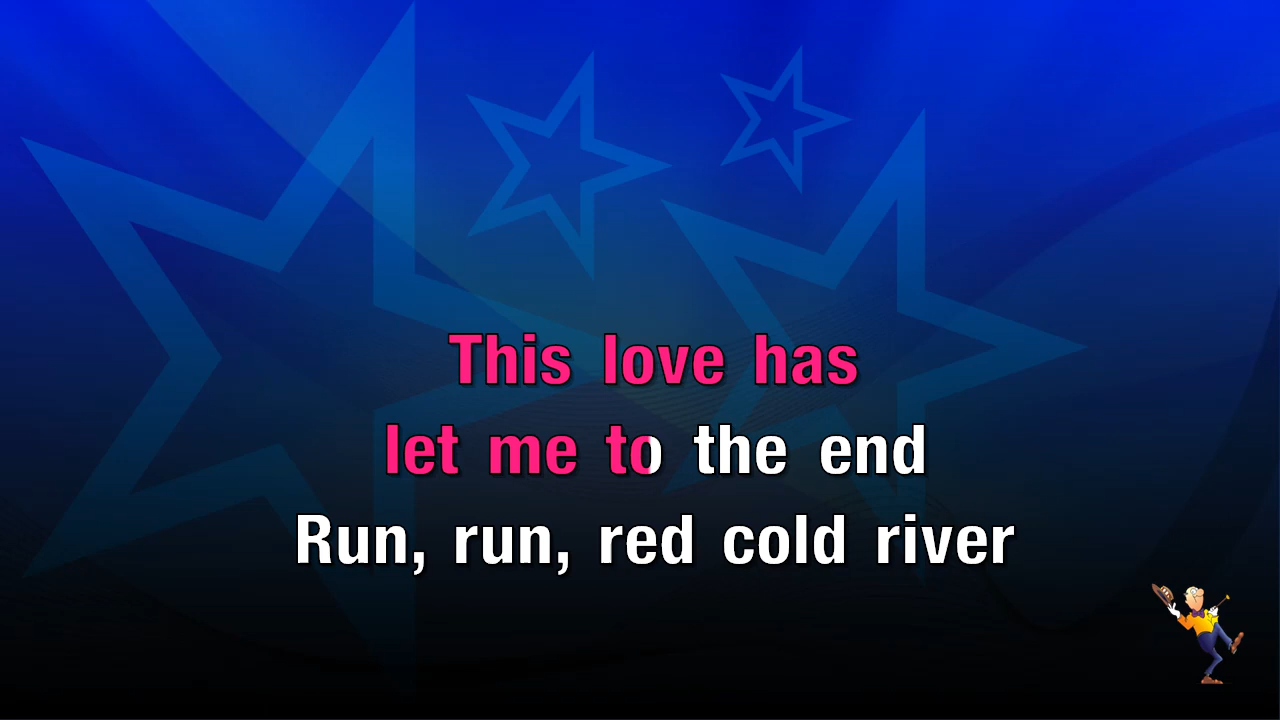 This love has
let me to the end
Run, run, red cold river